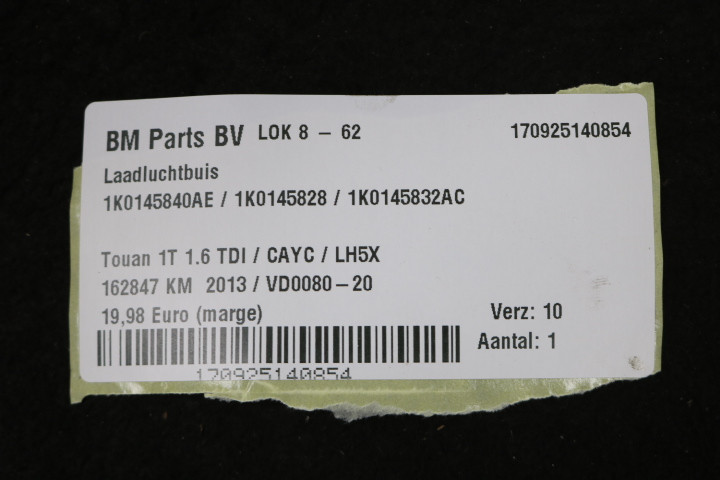 BM Parts BV LOK 8 - 62 170925140854
Laadluchtbuis
1K0145840AE / 1K0145828 / 1K0145832AC
Touan 1T 1.6 TDI / CAYC / LH5X
162847 KM 2013 / VD0080-20
19,98 Euro (marge) Verz: 10
Aantal: 1
170925140854